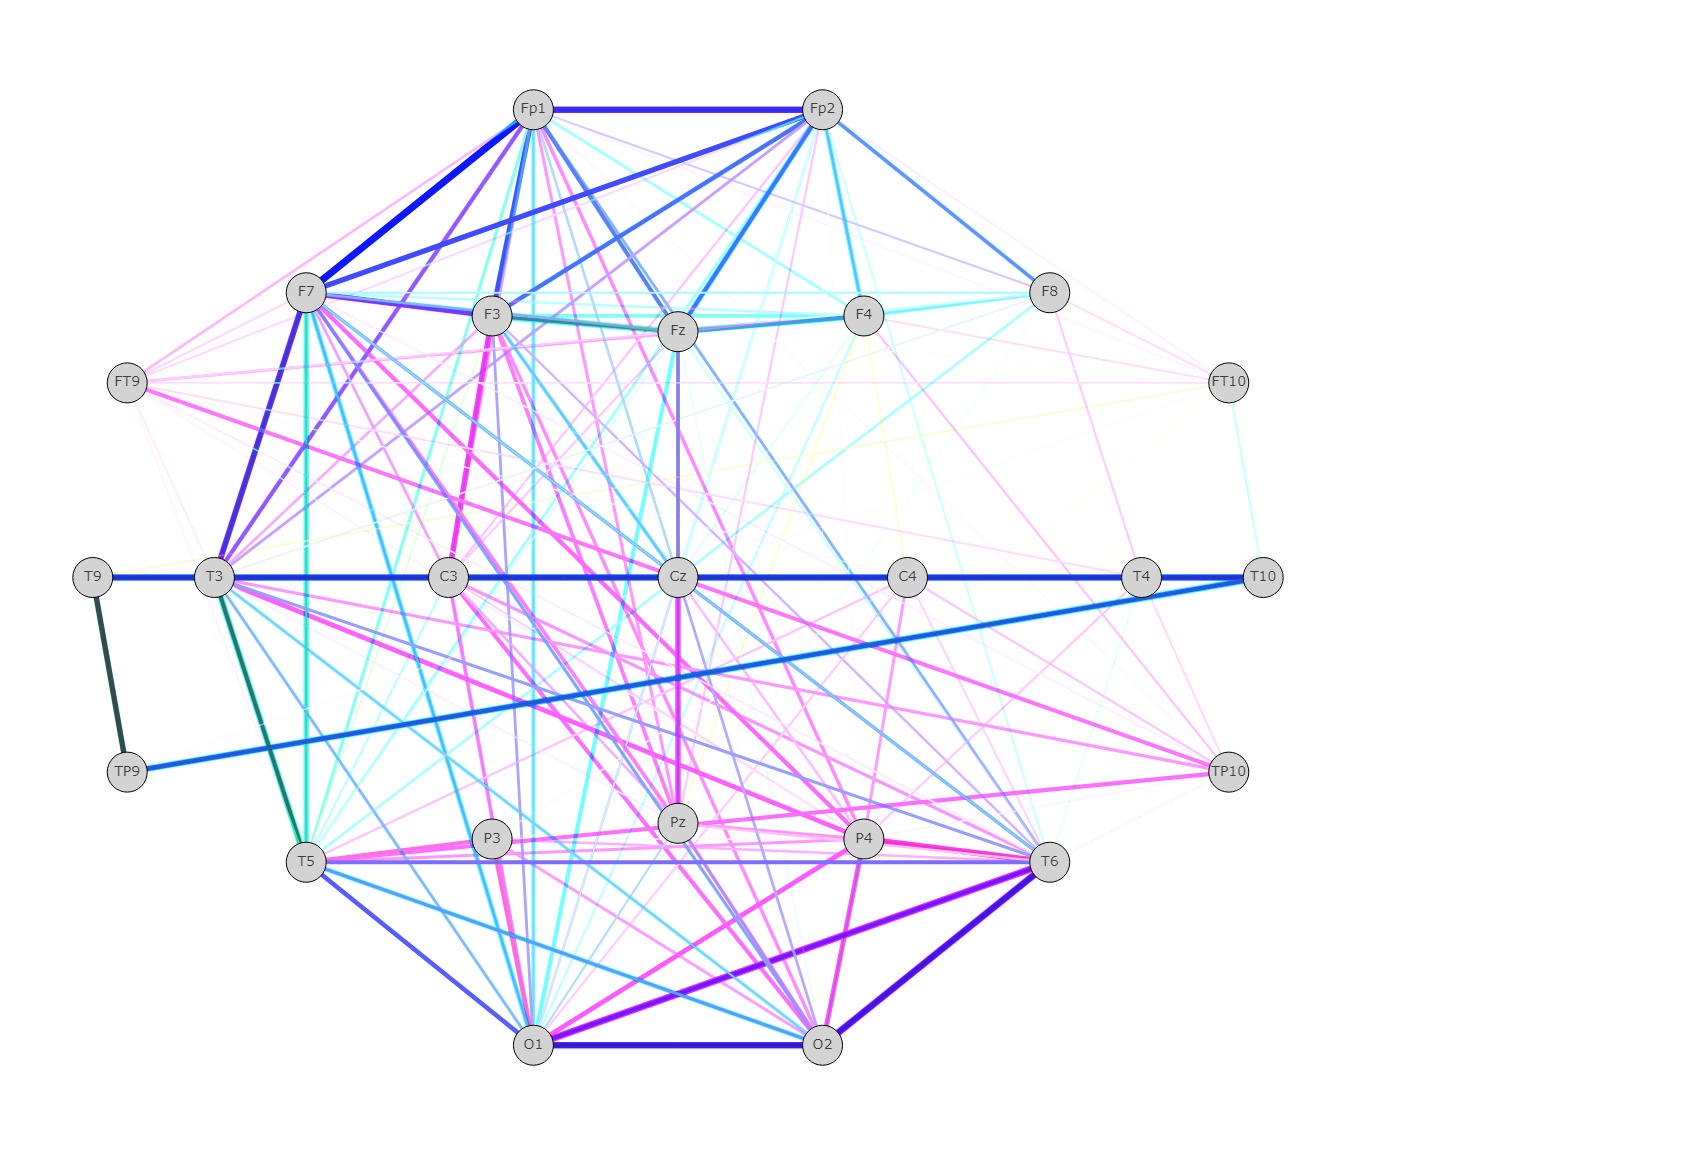 Fp1 Fp2
F7 F3 Fz F4 F8
FT9 FT10
T9 T3 C3 Cz C4 T4 T10
TP9 TP10
T5 P3 Pz P4 T6
O1 O2